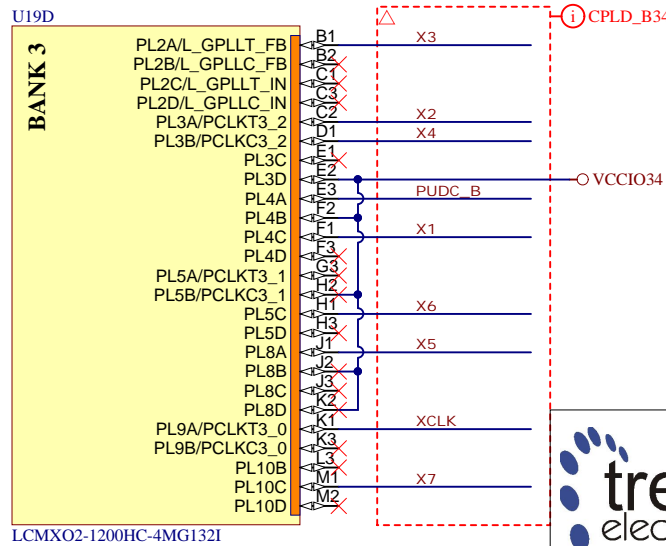 U19D
CPLD_B34
BANK 3
PL2A/L_GPLLT_FB B1 X3
PL2B/L_GPLLC_FB B2
PL2C/L_GPLLT_IN C1
PL2D/L_GPLLC_IN C3
PL3A/PCLKT3_2 C2 X2
PL3B/PCLKC3_2 D1 X4
PL3C E1
PL3D E2 VCCIO34
PL4A E3 PUDC_B
PL4B F2
PL4C F1 X1
PL4D F3
PL5A/PCLKT3_1 G3
PL5B/PCLKC3_1 H2
PL5C H1 X6
PL5D H3
PL8A J1 X5
PL8B J2
PL8C J3
PL8D K2
PL9A/PCLKT3_0 K1 XCLK
PL9B/PCLKC3_0 K3
PL10B L3
PL10C M1 X7
PL10D M2
LCMXO2-1200HC-4MG132I
tre
elec